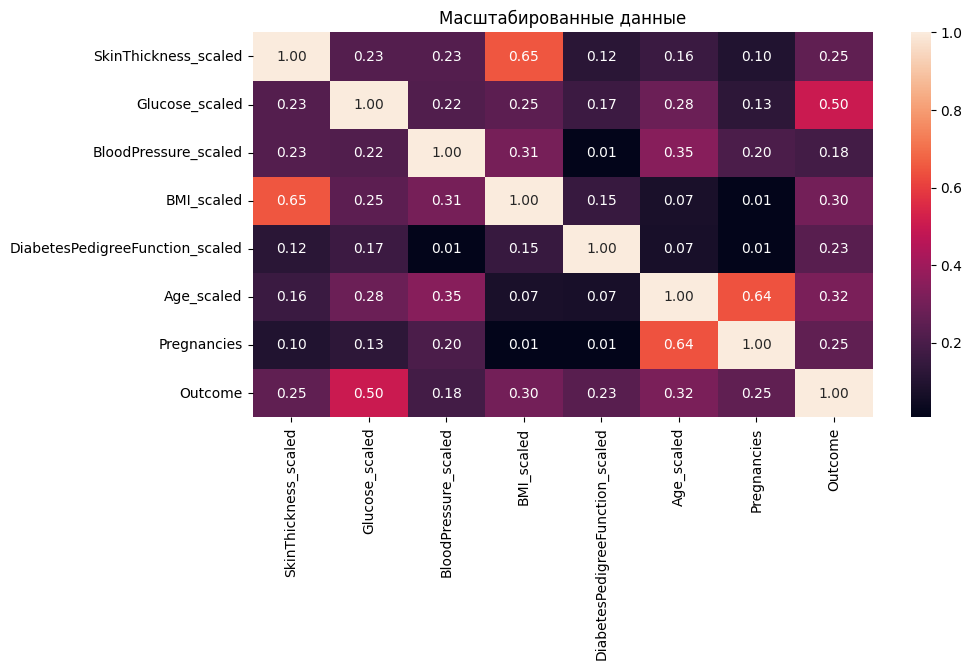 Масштабированные данные
SkinThickness_scaled 1.00 0.23 0.23 0.65 0.12 0.16 0.10 0.25
Glucose_scaled 0.23 1.00 0.22 0.25 0.17 0.28 0.13 0.50
BloodPressure_scaled 0.23 0.22 1.00 0.31 0.01 0.35 0.20 0.18
BMI_scaled 0.65 0.25 0.31 1.00 0.15 0.07 0.01 0.30
DiabetesPedigreeFunction_scaled 0.12 0.17 0.01 0.15 1.00 0.07 0.01 0.23
Age_scaled 0.16 0.28 0.35 0.07 0.07 1.00 0.64 0.32
Pregnancies 0.10 0.13 0.20 0.01 0.01 0.64 1.00 0.25
Outcome 0.25 0.50 0.18 0.30 0.23 0.32 0.25 1.00
SkinThickness_scaled
Glucose_scaled
BloodPressure_scaled
BMI_scaled
DiabetesPedigreeFunction_scaled
Age_scaled
Pregnancies
Outcome
1.0
0.8
0.6
0.4
0.2